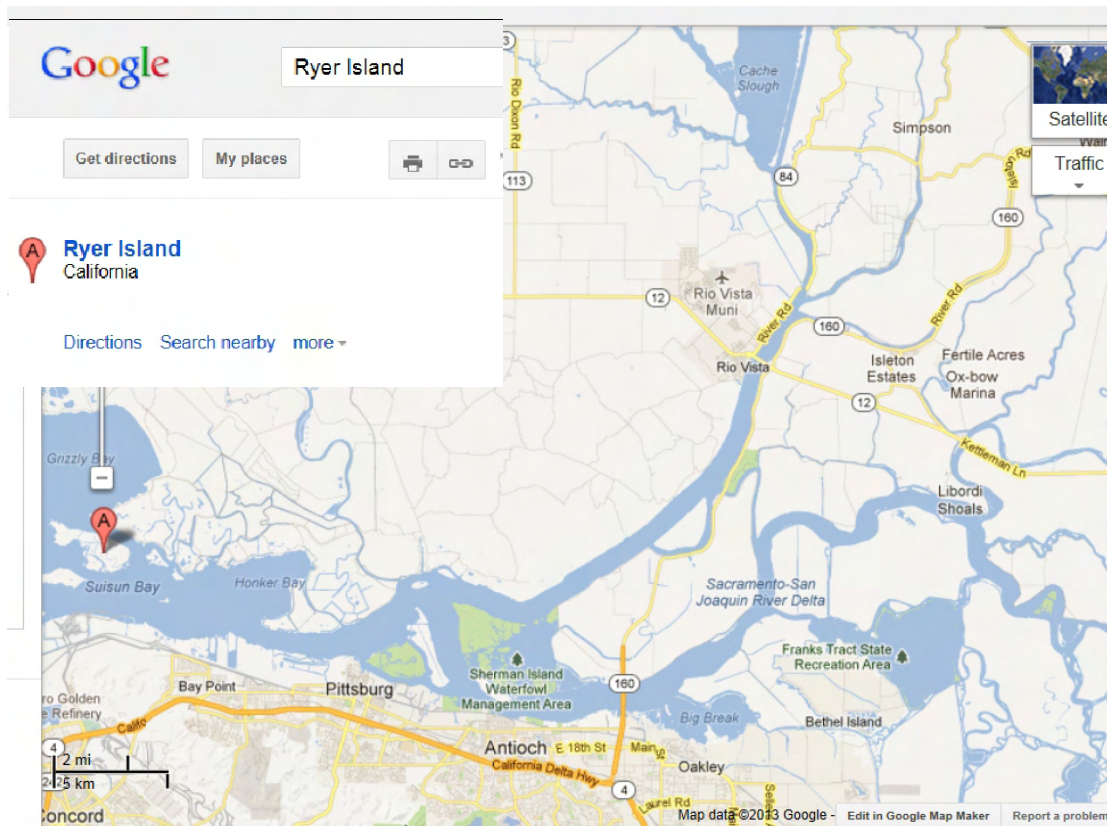 Google
Ryer Island
Get directions
My places
A
Ryer Island
California
Directions Search nearby more
Satellite
Traffic
Cache
Slough
Simpson
Rio Dixon Rd
113
84
160
Rio Vista
Muni
12
River Rd
River Rd
160
Isleton
Estates
Fertile Acres
Ox-bow
Marina
Rio Vista
12
Kettleman Ln
Libordi
Shoals
Grizzly Bay
A
Suisun Bay
Honker Bay
Sacramento-San
Joaquin River Delta
Franks Tract State
Recreation Area
Sherman Island
Waterfowl
Management Area
160
Bay Point
Pittsburg
ro Golden
e Refinery
Califo
Big Break
Bethel Island
Antioch
E 18th St
Main St
California Delta Hwy
Oakley
4
4
Laurel Rd
2 mi
5 km
Concord
Map data ©2013 Google -
Edit in Google Map Maker
Report a problem